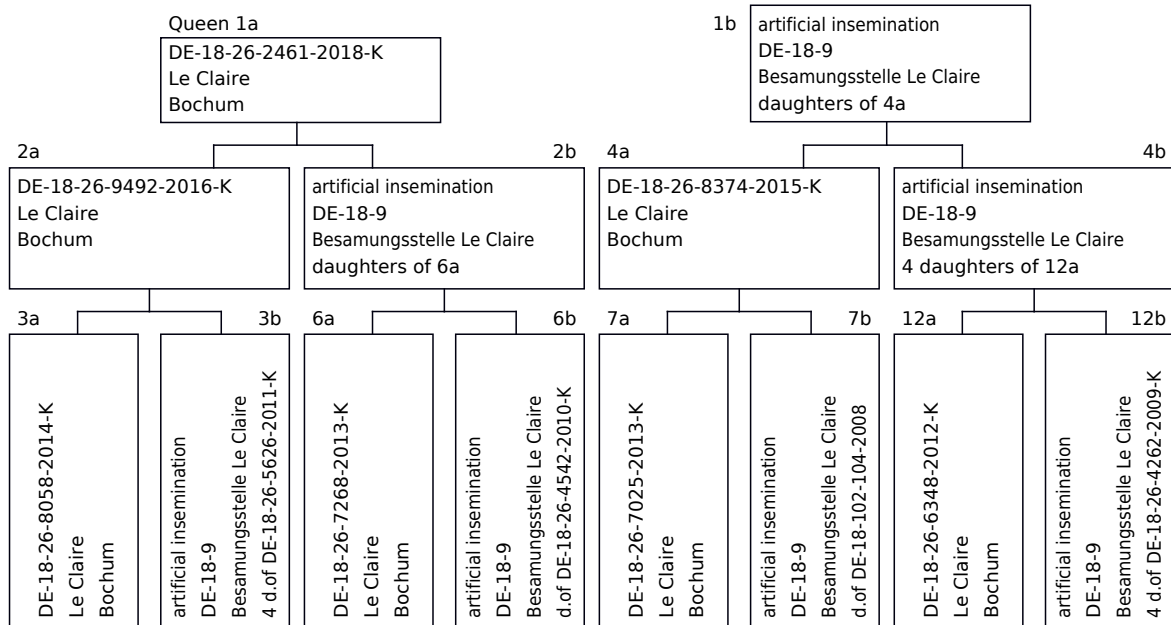 Queen 1a
DE-18-26-2461-2018-K
Le Claire
Bochum
1b
artificial insemination
DE-18-9
Besamungsstelle Le Claire
daughters of 4a
2a
DE-18-26-9492-2016-K
Le Claire
Bochum
2b
artificial insemination
DE-18-9
Besamungsstelle Le Claire
daughters of 6a
4a
DE-18-26-8374-2015-K
Le Claire
Bochum
4b
artificial insemination
DE-18-9
Besamungsstelle Le Claire
4 daughters of 12a
3a
DE-18-26-8058-2014-K
Le Claire
Bochum
3b
artificial insemination
DE-18-9
Besamungsstelle Le Claire
4 d.of DE-18-26-5626-2011-K
6a
DE-18-26-7268-2013-K
Le Claire
Bochum
6b
artificial insemination
DE-18-9
Besamungsstelle Le Claire
d.of DE-18-26-4542-2010-K
7a
DE-18-26-7025-2013-K
Le Claire
Bochum
7b
artificial insemination
DE-18-9
Besamungsstelle Le Claire
d.of DE-18-102-104-2008
12a
DE-18-26-6348-2012-K
Le Claire
Bochum
12b
artificial insemination
DE-18-9
Besamungsstelle Le Claire
4 d.of DE-18-26-4262-2009-K